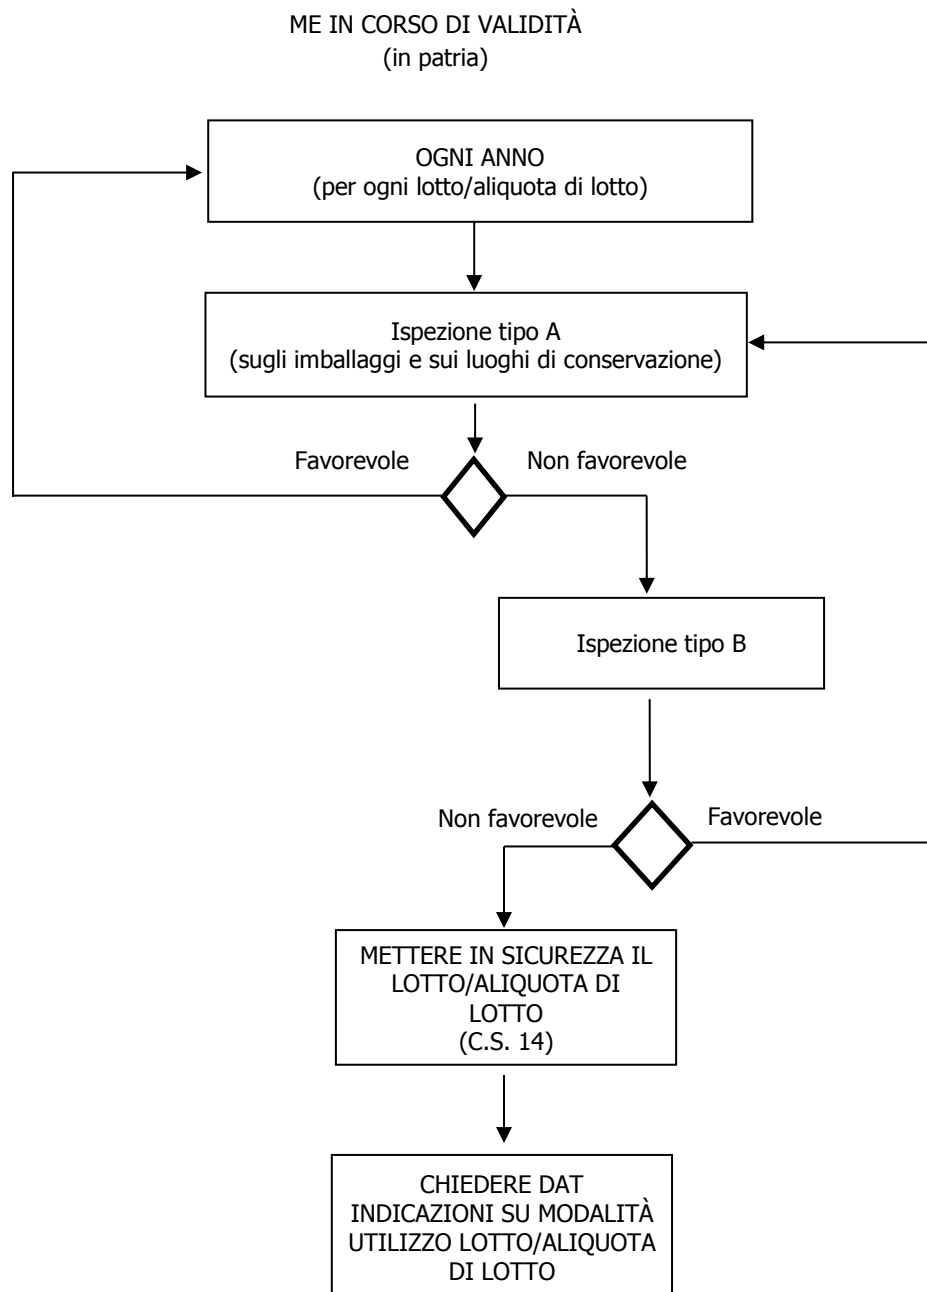 ME IN CORSO DI VALIDITÀ
(in patria)
OGNI ANNO
(per ogni lotto/aliquota di lotto)
Ispezione tipo A
(sugli imballaggi e sui luoghi di conservazione)
Favorevole
Non favorevole
Ispezione tipo B
Non favorevole
Favorevole
METTERE IN SICUREZZA IL
LOTTO/ALIQUOTA DI
LOTTO
(C.S. 14)
CHIEDERE DAT
INDICAZIONI SU MODALITÀ
UTILIZZO LOTTO/ALIQUOTA
DI LOTTO